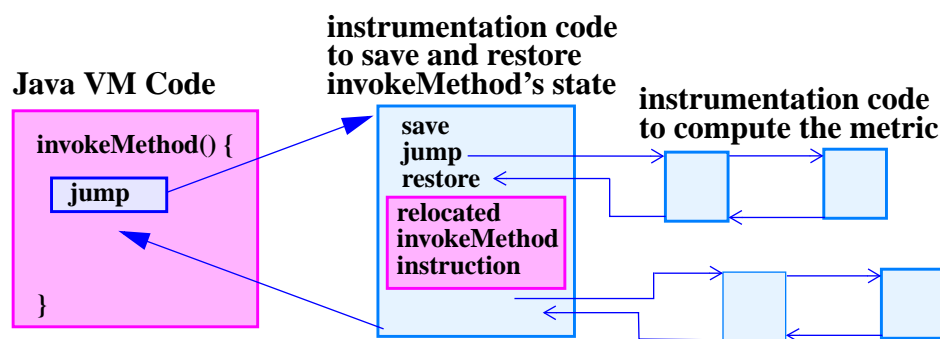 instrumentation code
to save and restore
invokeMethod's state
Java VM Code
instrumentation code
to compute the metric
invokeMethod() {
jump
}
save
jump
restore
relocated
invokeMethod
instruction